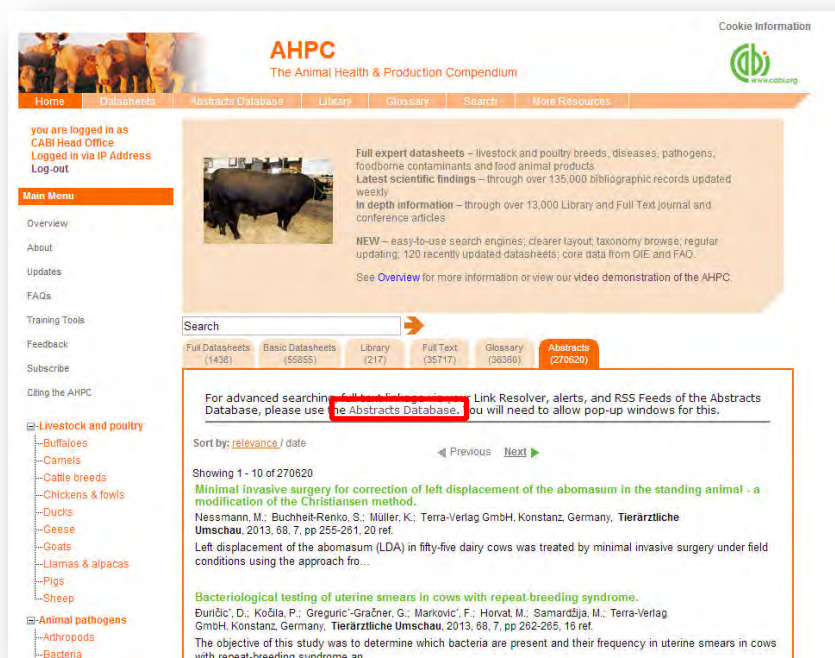 Cookie Information
AHPC
The Animal Health & Production Compendium
cabi
www.cabi.org
Home Datasheets Abstracts Database Library Glossary Search More Resources
you are logged in as
CABI Head Office
Logged in via IP Address
Log-out
Main Menu
Overview
About
Updates
FAQs
Training Tools
Feedback
Subscribe
Citing the AHPC
Livestock and poultry
Buffaloes
Camels
Cattle breeds
Chickens & fowls
Ducks
Geese
Goats
Llamas & alpacas
Pigs
Sheep
Animal pathogens
Arthropods
Bacteria
Full expert datasheets – livestock and poultry breeds, diseases, pathogens,
foodborne contaminants and food animal products
Latest scientific findings – through over 135,000 bibliographic records updated
weekly
In depth information – through over 13,000 Library and Full Text journal and
conference articles
NEW – easy-to-use search engines; clearer layout; taxonomy browse; regular
updating; 120 recently updated datasheets; core data from OIE and FAO.
See Overview for more information or view our video demonstration of the AHPC.
Search
Full Datasheets (1436) Basic Datasheets (55855) Library (217) Full Text (35717) Glossary (36360) Abstracts (270620)
For advanced searching, full text linkage via your Link Resolver, alerts, and RSS Feeds of the Abstracts
Database, please use the Abstracts Database. You will need to allow pop-up windows for this.
Sort by: relevance / date
Previous Next
Showing 1 - 10 of 270620
Minimal invasive surgery for correction of left displacement of the abomasum in the standing animal - a
modification of the Christiansen method.
Nessmann, M.; Buchheit-Renko, S.; Müller, K.; Terra-Verlag GmbH, Konstanz, Germany, Tierärztliche
Umschau, 2013, 68, 7, pp 255-261, 20 ref.
Left displacement of the abomasum (LDA) in fifty-five dairy cows was treated by minimal invasive surgery under field
conditions using the approach fro...
Bacteriological testing of uterine smears in cows with repeat-breeding syndrome.
Đuričic´, D.; Kočila, P.; Greguric´-Gračner, G.; Markovic´, F.; Horvat, M.; Samardžija, M.; Terra-Verlag
GmbH, Konstanz, Germany, Tierärztliche Umschau, 2013, 68, 7, pp 262-265, 16 ref.
The objective of this study was to determine which bacteria are present and their frequency in uterine smears in cows
with repeat-breeding syndrome an